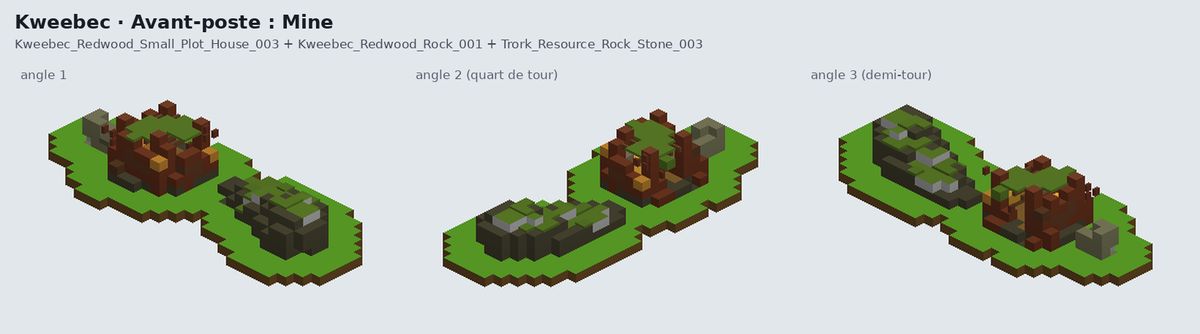 Kweebec · Avant-poste : Mine
Kweebec_Redwood_Small_Plot_House_003 + Kweebec_Redwood_Rock_001 + Trork_Resource_Rock_Stone_003
angle 1
angle 2 (quart de tour)
angle 3 (demi-tour)